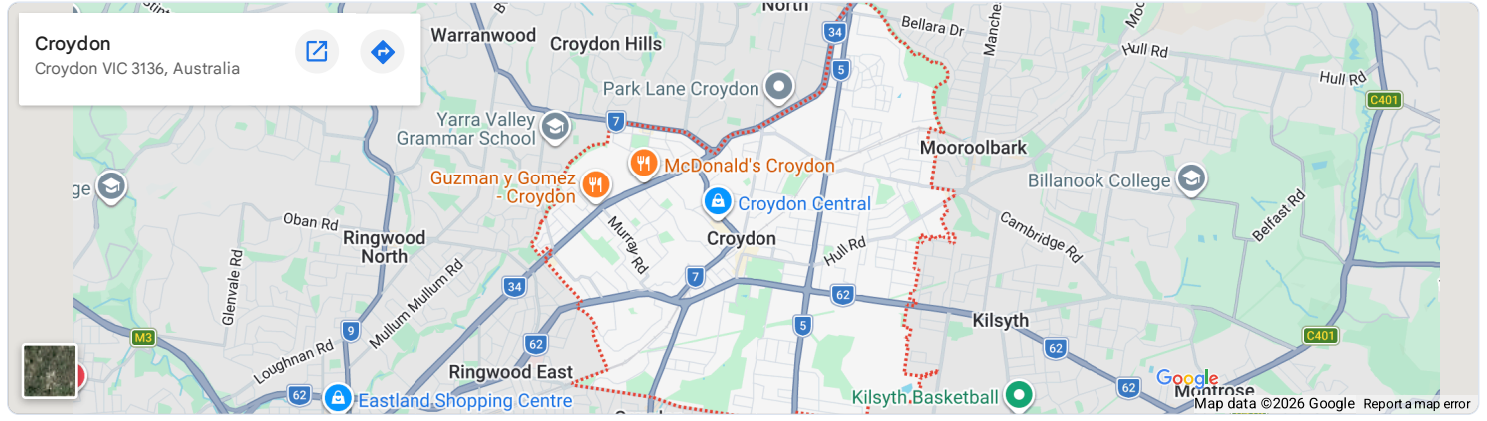 North
Bellara Dr
Croydon
Croydon VIC 3136, Australia
Warranwood
Croydon Hills
34
Hull Rd
5
Hull Rd
Park Lane Croydon
C401
Yarra Valley
Grammar School
7
Mooroolbark
McDonald's Croydon
Guzman y Gomez
- Croydon
Billanook College
ge
Croydon Central
Oban Rd
Murray Rd
Belfast Rd
Cambridge Rd
Ringwood
North
Croydon
Hull Rd
Glenvale Rd
Mullum Mullum Rd
7
34
62
Kilsyth
5
9
M3
C401
62
62
Loughnan Rd
Ringwood East
62
62
Eastland Shopping Centre
Kilsyth Basketball
Google
Montrose
Map data ©2026 Google
Report a map error